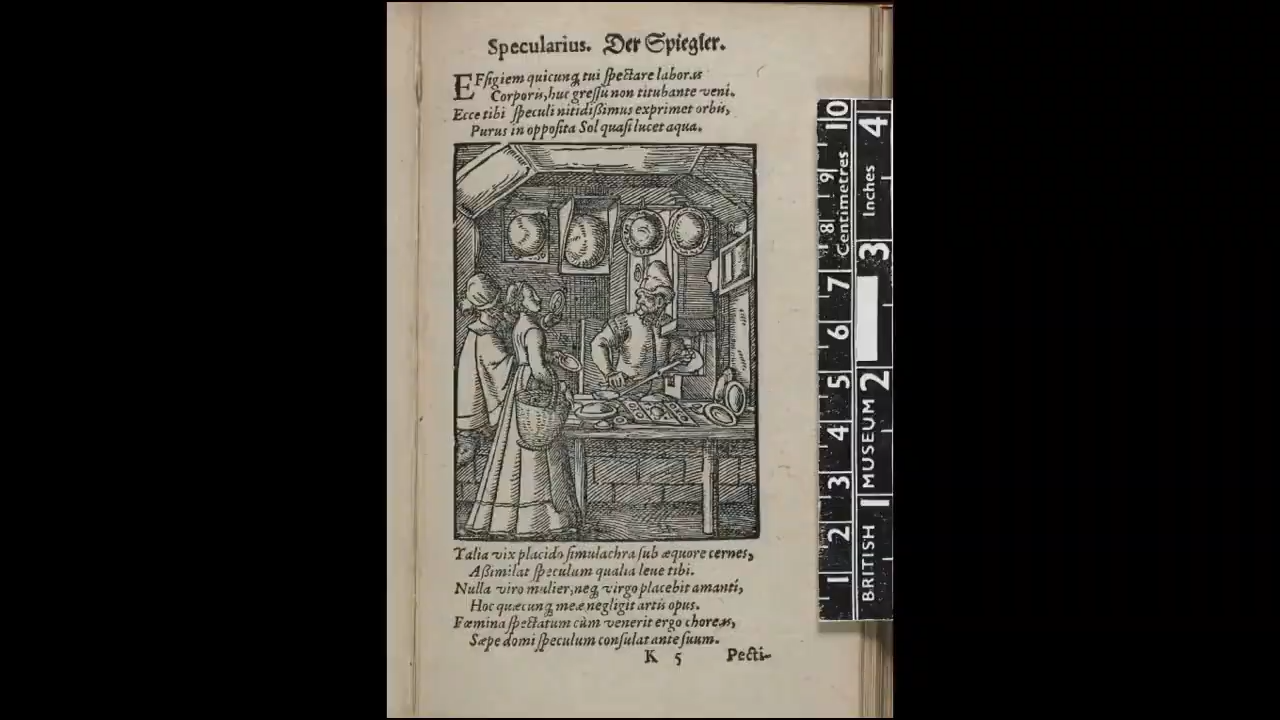 Specularius. Der Spiegler.
EFfigiem quicunq; tui spectare laboras
Corporis, huc gressu non titubante veni.
Ecce tibi speculi nitidißimus exprimet orbis,
Purus in opposita Sol quasi lucet aqua.
Talia vix placido simulachra sub æquore cernes,
Aßimilat speculum qualia leue tibi.
Nulla viro mulier, neq; virgo placebit amanti,
Hoc quæcunq; meæ negligit artis opus.
Fœmina spectatum cùm venerit ergo choreas,
Sæpe domi speculum consulat ante suum.
K 5 Pecti-
1 2 3 4 5 6 7 8 9 10
Centimetres
BRITISH 1 MUSEUM 2 3 Inches 4